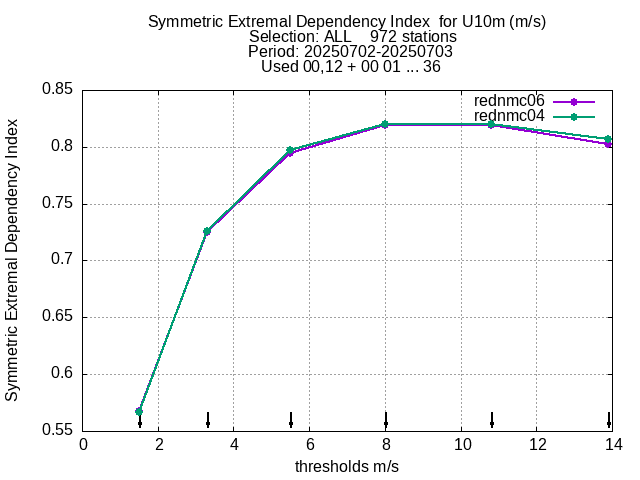 Symmetric Extremal Dependency Index  for U10m (m/s)
Selection: ALL    972 stations
Period: 20250702-20250703
Used 00,12 + 00 01 ... 36
rednmc06
rednmc04
Symmetric Extremal Dependency Index
0.85
0.8
0.75
0.7
0.65
0.6
0.55
0 2 4 6 8 10 12 14
thresholds m/s